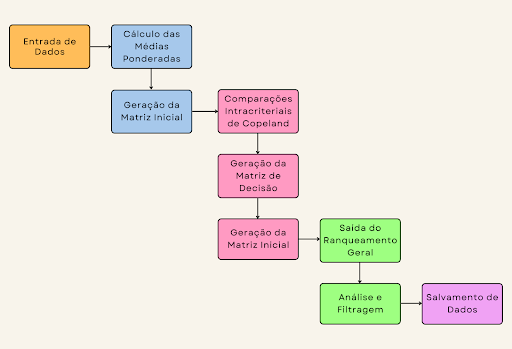 Entrada de
Dados
Cálculo das
Médias
Ponderadas
Geração da
Matriz Inicial
Comparações
Intracriteriais
de Copeland
Geração da
Matriz de
Decisão
Geração da
Matriz Inicial
Saida do
Ranqueamento
Geral
Análise e
Filtragem
Salvamento de
Dados